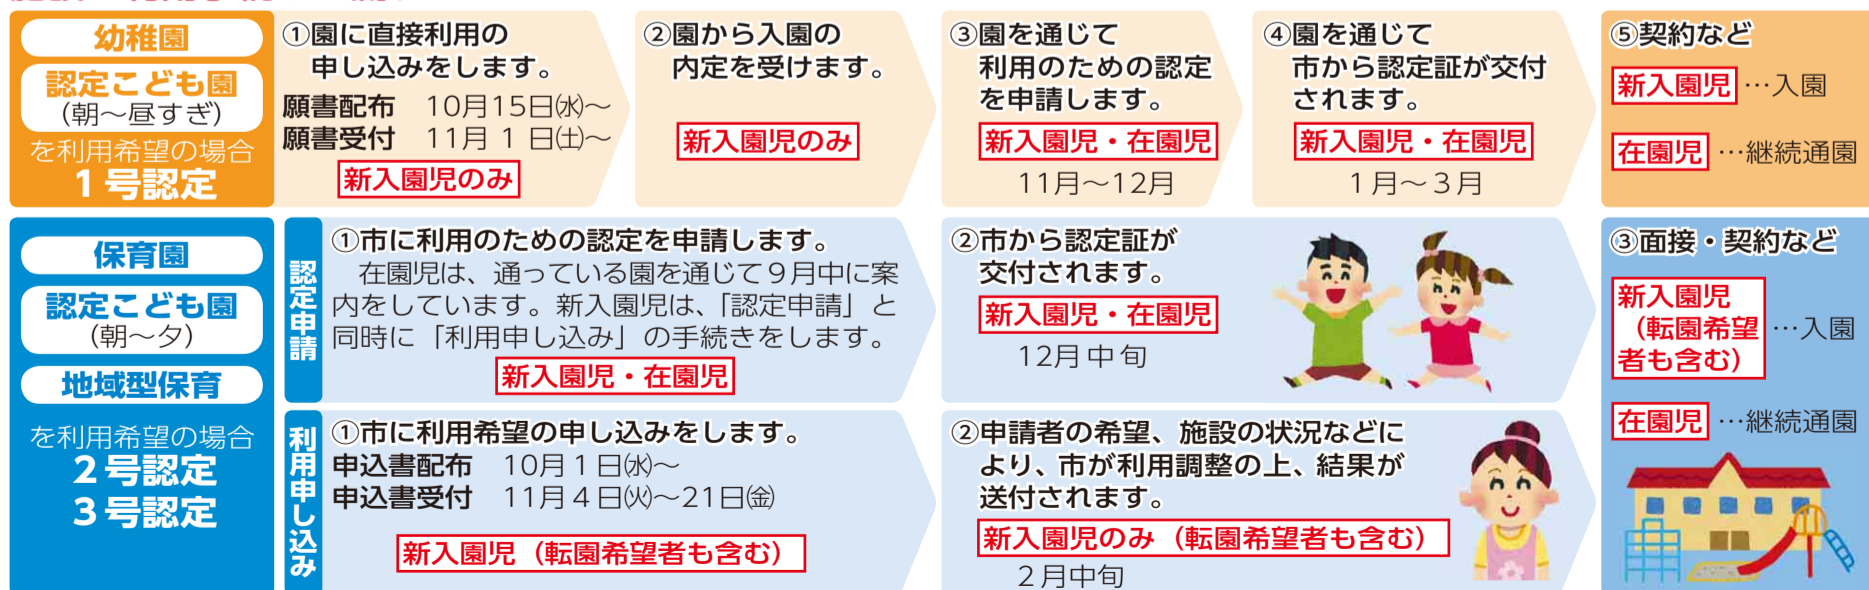 幼稚園
認定こども園
(朝〜昼すぎ)
を利用希望の場合
1号認定
①園に直接利用の
申し込みをします。
願書配布 10月15日㈬〜
願書受付 11月 1 日㈯〜
新入園児のみ
②園から入園の
内定を受けます。
新入園児のみ
③園を通じて
利用のための認定
を申請します。
新入園児・在園児
11月〜12月
④園を通じて
市から認定証が交付
されます。
新入園児・在園児
1月〜3月
⑤契約など
新入園児…入園
在園児…継続通園
保育園
認定こども園
(朝〜夕)
地域型保育
を利用希望の場合
2号認定
3号認定
認定申請
①市に利用のための認定を申請します。
在園児は、通っている園を通じて9月中に案
内をしています。新入園児は、「認定申請」と
同時に「利用申し込み」の手続きをします。
新入園児・在園児
②市から認定証が
交付されます。
新入園児・在園児
12月中旬
利用申し込み
①市に利用希望の申し込みをします。
申込書配布 10月1日㈬〜
申込書受付 11月4日㈫〜21日㈮
新入園児(転園希望者も含む)
②申請者の希望、施設の状況などに
より、市が利用調整の上、結果が
送付されます。
新入園児のみ(転園希望者も含む)
2月中旬
③面接・契約など
新入園児
(転園希望…入園
者も含む)
在園児…継続通園